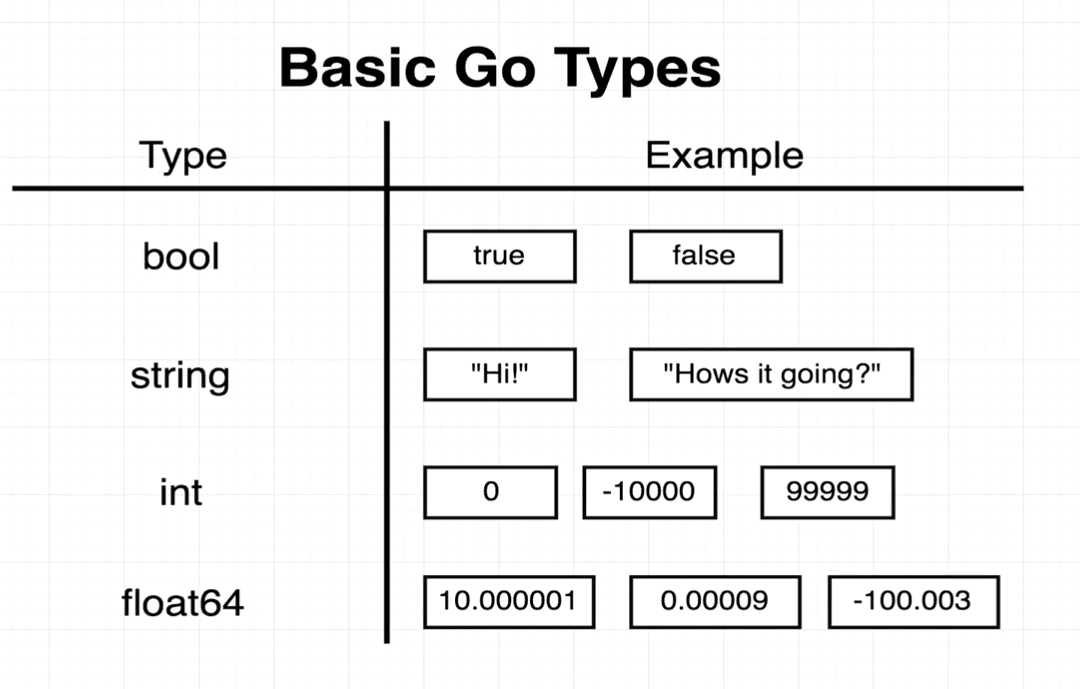 Basic Go Types
Type Example
bool true false
string "Hi!" "Hows it going?"
int 0 -10000 99999
float64 10.000001 0.00009 -100.003